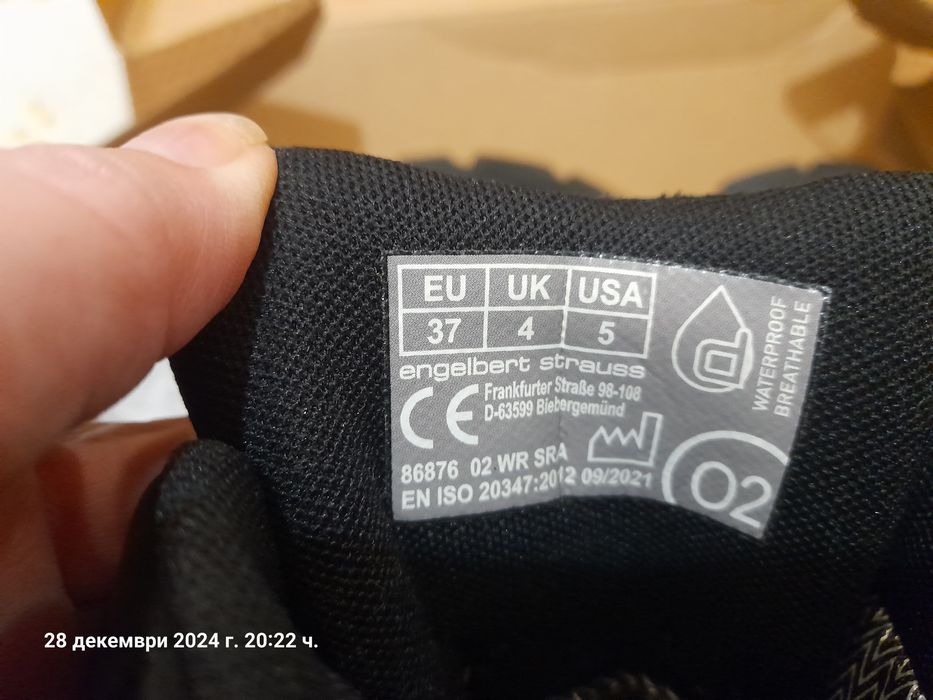 EU UK USA
37 4 5
engelbert strauss
CE
Frankfurter Straße 98-108
D-63599 Biebergemünd
86876 02 WR SRA
EN ISO 20347:2012 09/2021
WATERPROOF
BREATHABLE
O2
28 декември 2024 г. 20:22 ч.